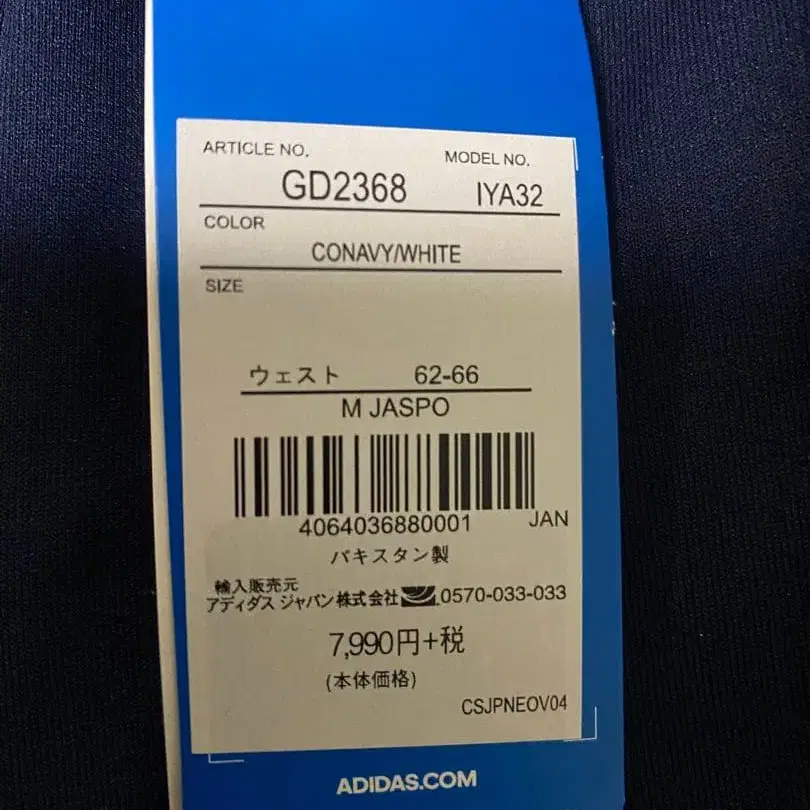 ARTICLE NO. MODEL NO.
GD2368 IYA32
COLOR
CONAVY/WHITE
SIZE
ウェスト 62-66
M JASPO
4064036880001 JAN
パキスタン製
輸入販売元
アディダス ジャパン株式会社 0570-033-033
7,990円+税
(本体価格)
CSJPNEOV04
ADIDAS.COM